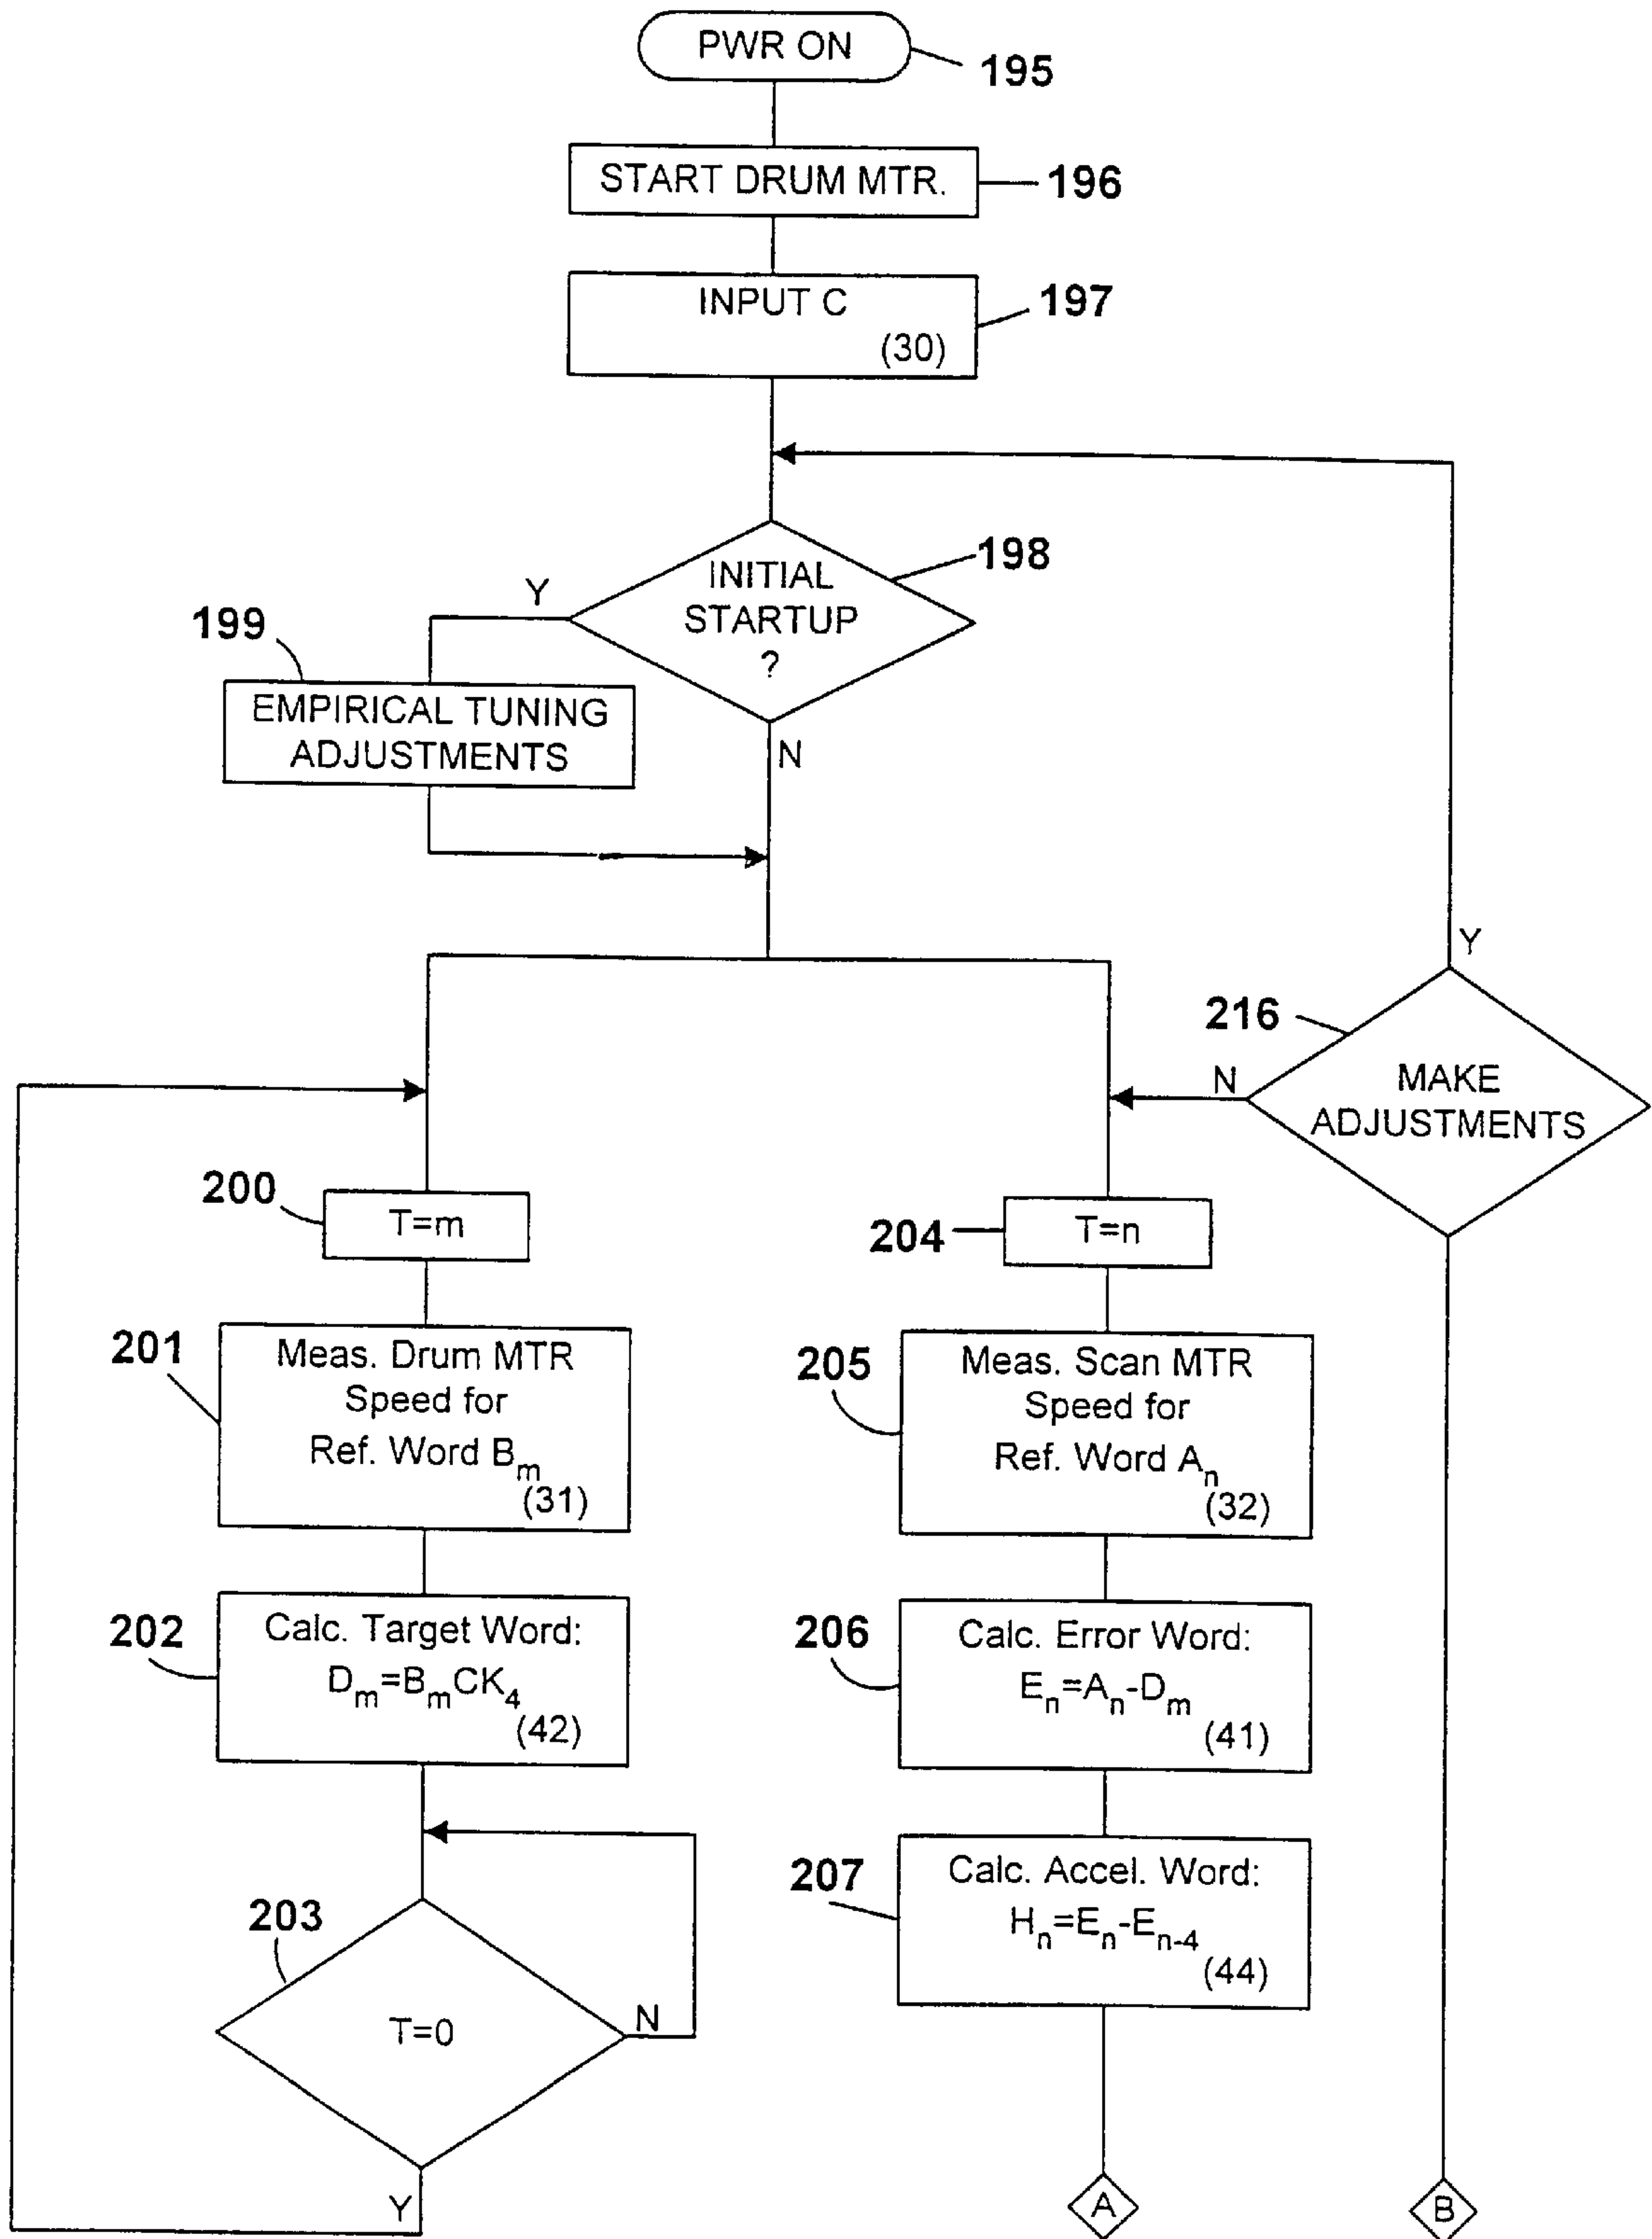 PWR ON
195
START DRUM MTR.
196
INPUT C
(30)
197
INITIAL
STARTUP
?
198
Y
N
199
EMPIRICAL TUNING
ADJUSTMENTS
Y
216
MAKE
ADJUSTMENTS
N
200
T=m
204
T=n
201
Meas. Drum MTR
Speed for
Ref. Word Bm
(31)
205
Meas. Scan MTR
Speed for
Ref. Word An
(32)
202
Calc. Target Word:
Dm=BmCK4
(42)
206
Calc. Error Word:
En=An-Dm
(41)
207
Calc. Accel. Word:
Hn=En-En-4
(44)
203
T=0
N
Y
A
B